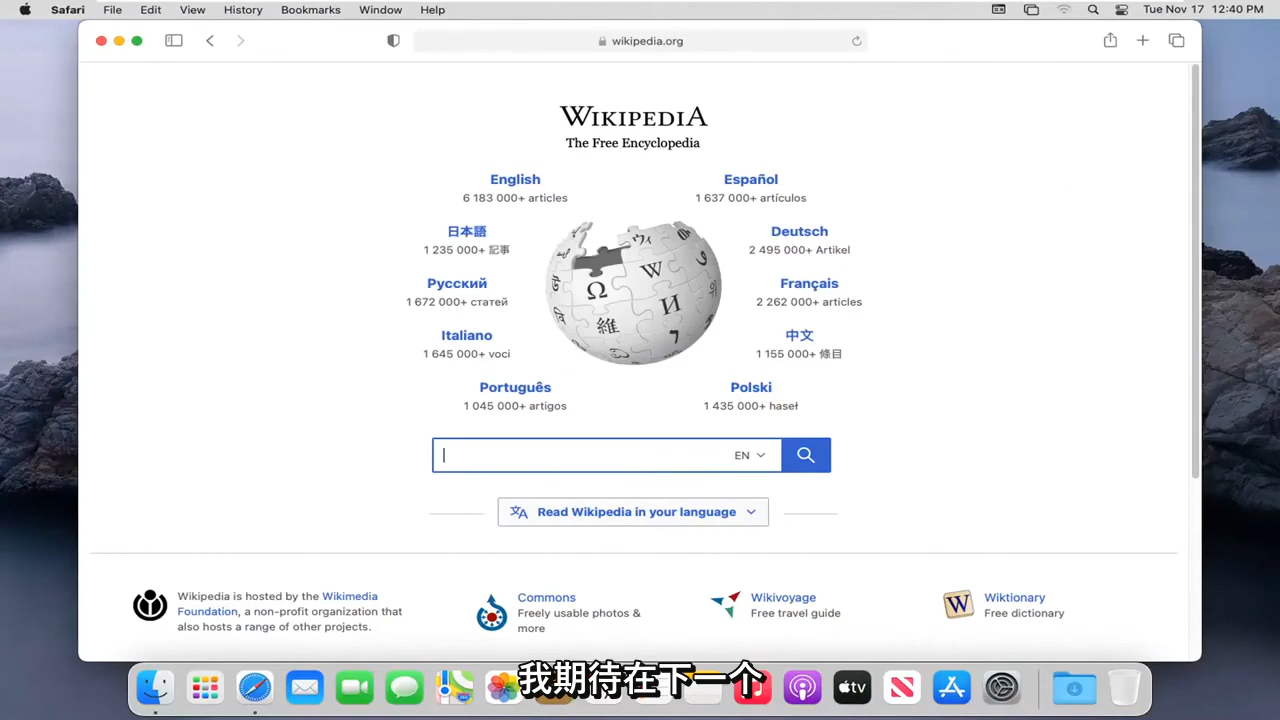 Safari File Edit View History Bookmarks Window Help Tue Nov 17 12:40 PM
wikipedia.org
WIKIPEDIA
The Free Encyclopedia
English Español
6 183 000+ articles 1 637 000+ artículos
日本語 Deutsch
1 235 000+ 記事 2 495 000+ Artikel
Русский Français
1 672 000+ статей 2 262 000+ articles
Italiano 中文
1 645 000+ voci 1 155 000+ 條目
Português Polski
1 045 000+ artigos 1 435 000+ haseł
Ω W И 維 ウィ
EN
Read Wikipedia in your language
Wikipedia is hosted by the Wikimedia
Foundation, a non-profit organization that
also hosts a range of other projects.
Commons
Freely usable photos &
more
Wikivoyage
Free travel guide
W
Wiktionary
Free dictionary
tv
我期待在下一个